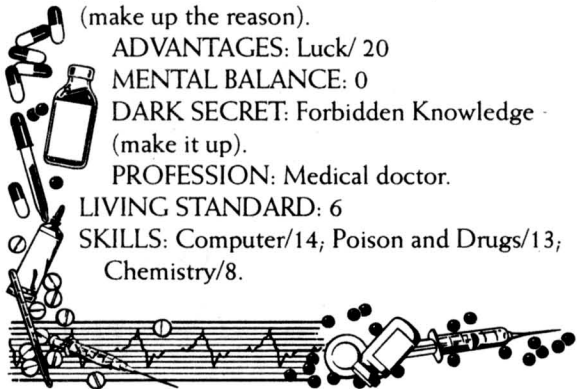 (make up the reason).
ADVANTAGES: Luck/ 20
MENTAL BALANCE: 0
DARK SECRET: Forbidden Knowledge
(make it up).
PROFESSION: Medical doctor.
LIVING STANDARD: 6
SKILLS: Computer/14; Poison and Drugs/13;
Chemistry/8.